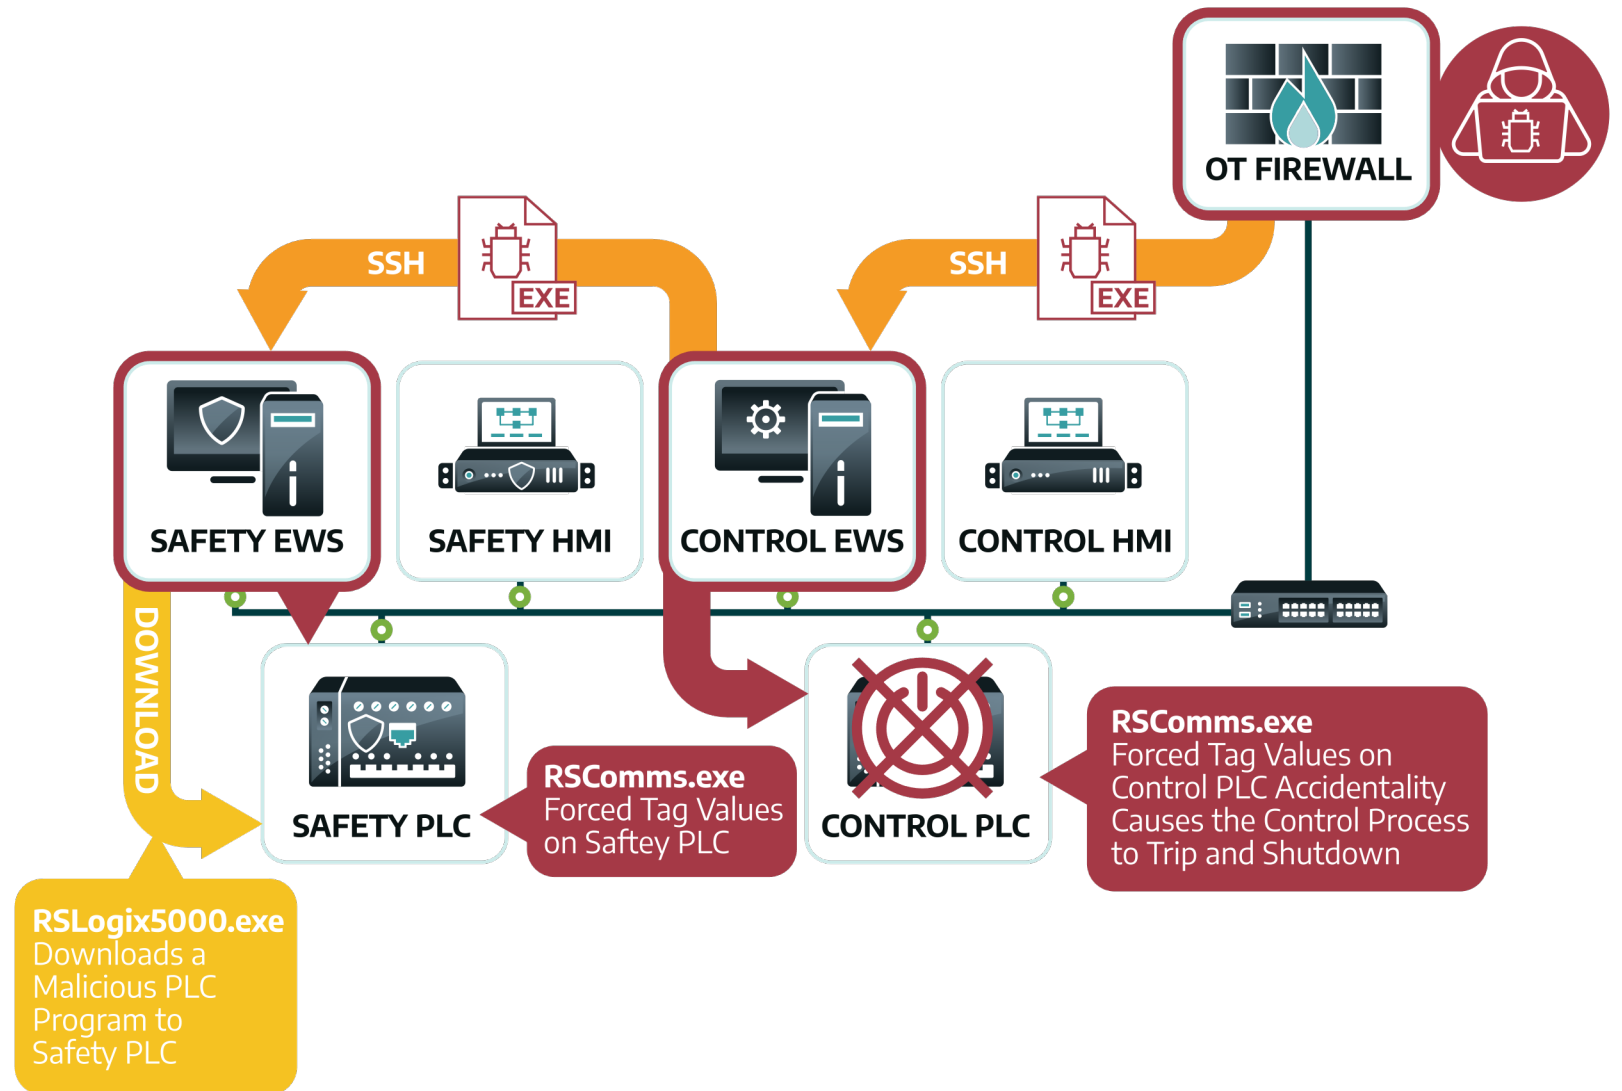 OT FIREWALL
SSH
EXE
SSH
EXE
SAFETY EWS
SAFETY HMI
CONTROL EWS
CONTROL HMI
DOWNLOAD
SAFETY PLC
RSComms.exe
Forced Tag Values
on Saftey PLC
CONTROL PLC
RSComms.exe
Forced Tag Values on
Control PLC Accidentality
Causes the Control Process
to Trip and Shutdown
RSLogix5000.exe
Downloads a
Malicious PLC
Program to
Safety PLC